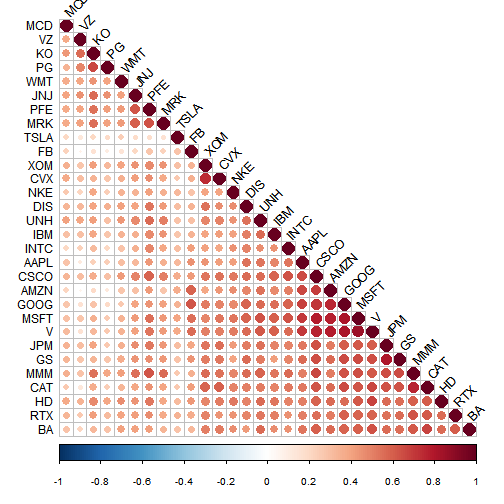 MCD
MCD
VZ
VZ
KO
KO
PG
PG
WMT
WMT
JNJ
JNJ
PFE
PFE
MRK
MRK
TSLA
TSLA
FB
FB
XOM
XOM
CVX
CVX
NKE
NKE
DIS
DIS
UNH
UNH
IBM
IBM
INTC
INTC
AAPL
AAPL
CSCO
CSCO
AMZN
AMZN
GOOG
GOOG
MSFT
MSFT
V
V
JPM
JPM
GS
GS
MMM
MMM
CAT
CAT
HD
HD
RTX
RTX
BA
BA
-1 -0.8 -0.6 -0.4 -0.2 0 0.2 0.4 0.6 0.8 1